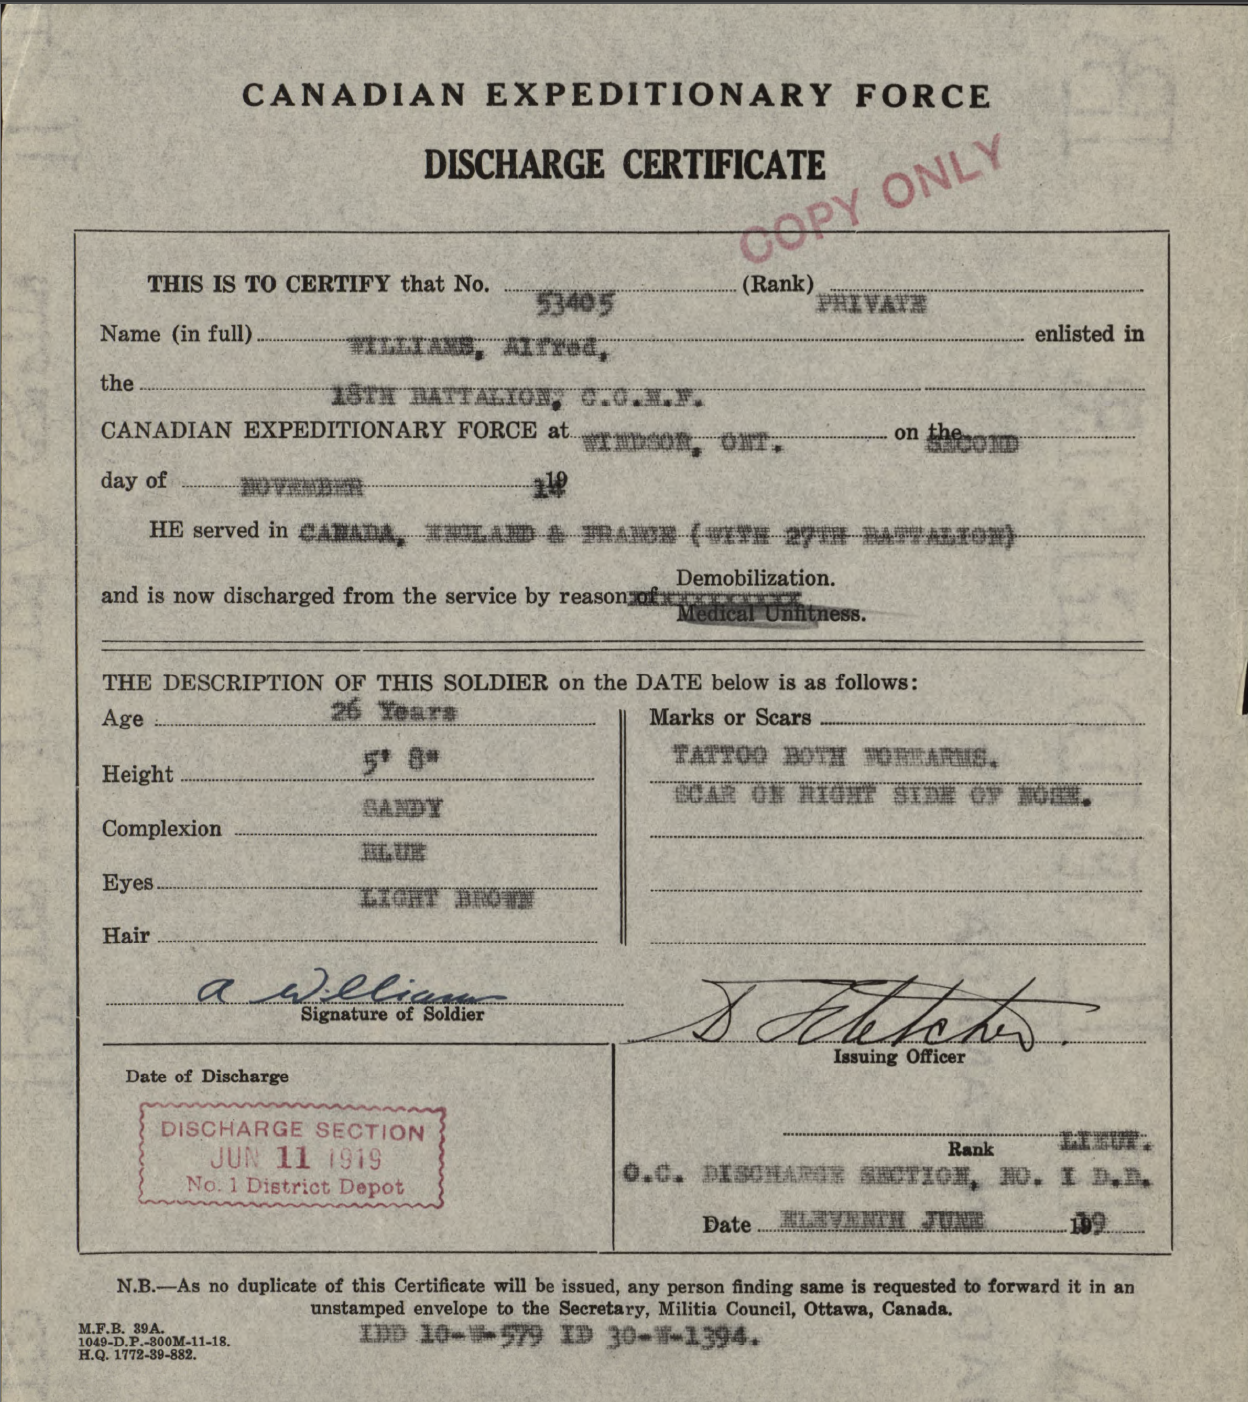 CANADIAN EXPEDITIONARY FORCE
DISCHARGE CERTIFICATE
COPY ONLY
THIS IS TO CERTIFY that No. 53405 (Rank) PRIVATE
Name (in full) WILLIAMS, Alfred, enlisted in
the 18TH BATTALION, C.O.E.F.
CANADIAN EXPEDITIONARY FORCE at WINDSOR, ONT. on the SECOND
day of NOVEMBER 1914
HE served in CANADA, ENGLAND & FRANCE (WITH 27TH BATTALION)
Demobilization.
and is now discharged from the service by reason of
Medical Unfitness.
THE DESCRIPTION OF THIS SOLDIER on the DATE below is as follows:
Age 26 Years
Height 5' 8"
Complexion SANDY
Eyes BLUE
Hair LIGHT BROWN
Marks or Scars
TATTOO BOTH FOREARMS.
SCAR ON RIGHT SIDE OF NOSE.
A Williams
Signature of Soldier
D Fletcher.
Issuing Officer
Date of Discharge
DISCHARGE SECTION
JUN 11 1919
No. 1 District Depot
Rank LIEUT.
O.C. DISCHARGE SECTION, NO. I D.D.
Date ELEVENTH JUNE 1919
N.B.—As no duplicate of this Certificate will be issued, any person finding same is requested to forward it in an
unstamped envelope to the Secretary, Militia Council, Ottawa, Canada.
M.F.B. 39A.
1049-D.P.-300M-11-18.
H.Q. 1772-39-882.
IDD 10-W-579 ID 30-W-1394.